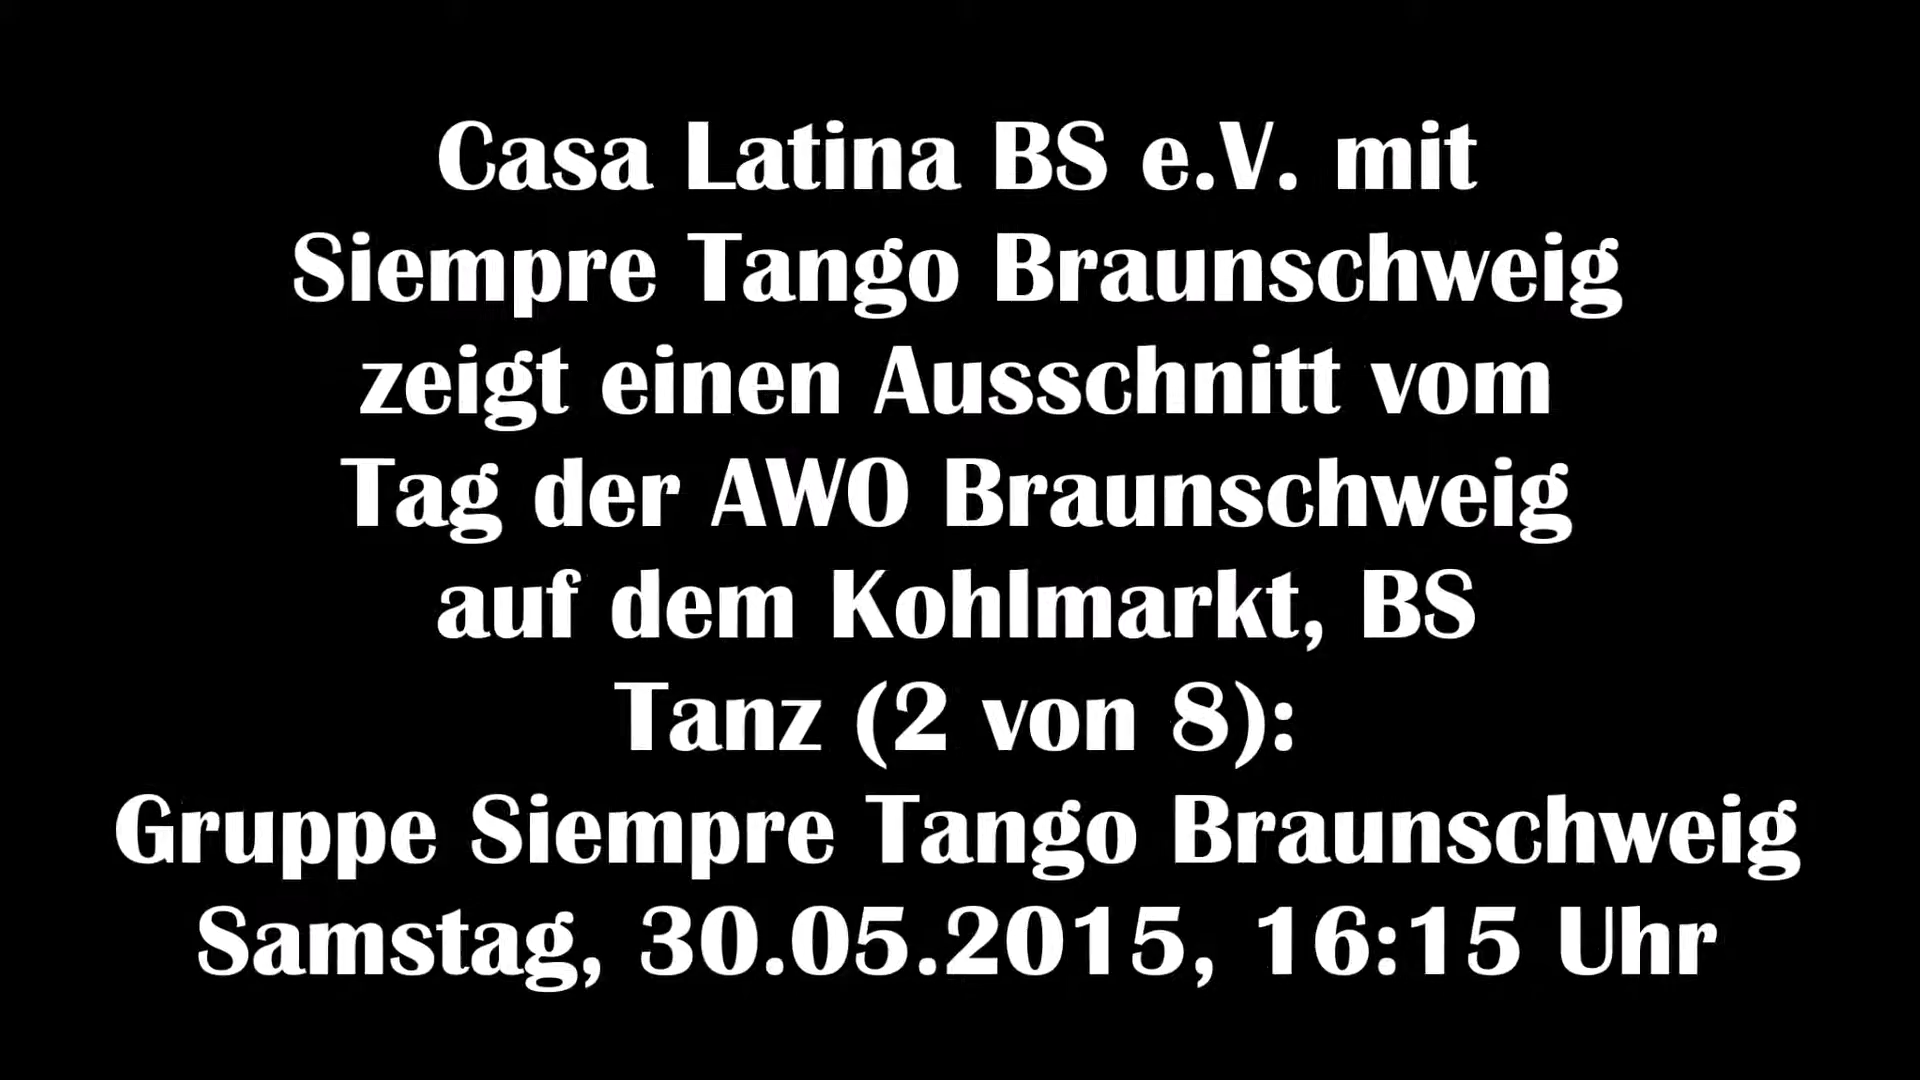 Casa Latina BS e.V. mit
Siempre Tango Braunschweig
zeigt einen Ausschnitt vom
Tag der AWO Braunschweig
auf dem Kohlmarkt, BS
Tanz (2 von 8):
Gruppe Siempre Tango Braunschweig
Samstag, 30.05.2015, 16:15 Uhr